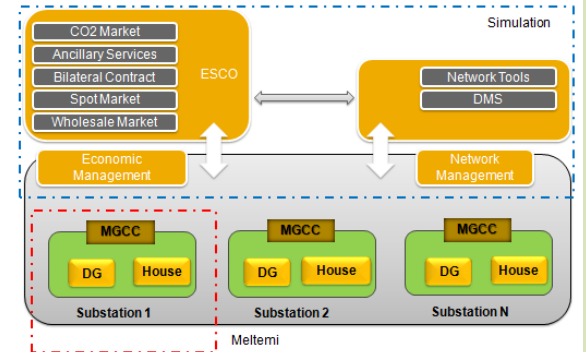 Simulation
CO2 Market
Ancillary Services
Bilateral Contract
Spot Market
Wholesale Market
ESCO
Network Tools
DMS
Economic
Management
Network
Management
MGCC
DG
House
Substation 1
MGCC
DG
House
Substation 2
MGCC
DG
House
Substation N
Meltemi